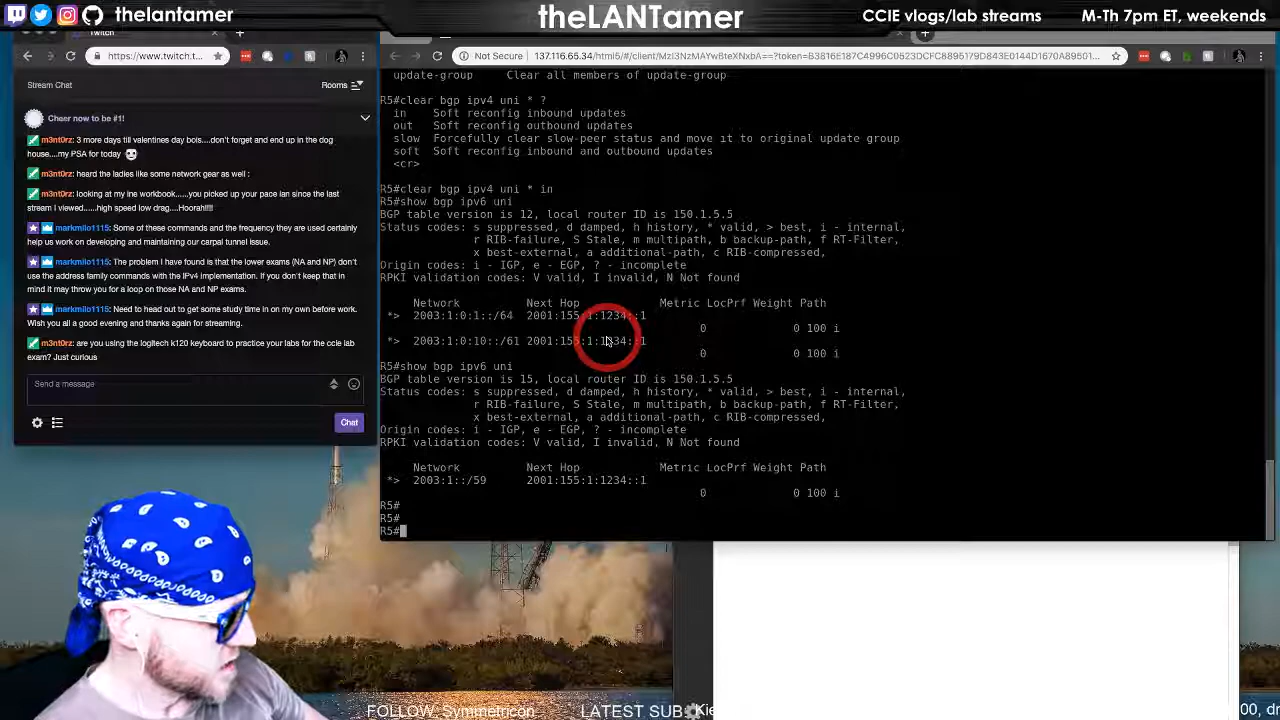 theLANTamer
theLANTamer
CCIE vlogs/lab streams
M-Th 7pm ET, weekends
Twitch
https://www.twitch.t...
Not Secure
Stream Chat
Rooms
Cheer now to be #1!
m3nt0rz: 3 more days till valentines day bois....don't forget and end up in the dog
house....my PSA for today
m3nt0rz: heard the ladies like some network gear as well :
m3nt0rz: looking at my ine workbook......you picked up your pace lan since the last
stream I viewed.......high speed low drag....Hoorah!!!!
markmilo1115: Some of these commands and the frequency they are used certainly
help us work on developing and maintaining our carpal tunnel issue.
markmilo1115: The problem I have found is that the lower exams (NA and NP) don't
use the address family commands with the IPv4 implementation. If you don't keep that in
mind it may throw you for a loop on those NA and NP exams.
markmilo1115: Need to head out to get some study time in on my own before work.
Wish you all a good evening and thanks again for streaming.
m3nt0rz: are you using the logitech k120 keyboard to practice your labs for the ccie lab
exam? Just curious
Send a message
Chat
update-group Clear all members of update-group
R5#clear bgp ipv4 uni * ?
in Soft reconfig inbound updates
out Soft reconfig outbound updates
slow Forcefully clear slow-peer status and move it to original update group
soft Soft reconfig inbound and outbound updates
<cr>
R5#clear bgp ipv4 uni * in
R5#show bgp ipv6 uni
BGP table version is 12, local router ID is 150.1.5.5
Status codes: s suppressed, d damped, h history, * valid, > best, i - internal,
r RIB-failure, S Stale, m multipath, b backup-path, f RT-Filter,
x best-external, a additional-path, c RIB-compressed,
Origin codes: i - IGP, e - EGP, ? - incomplete
RPKI validation codes: V valid, I invalid, N Not found
Network Next Hop Metric LocPrf Weight Path
*> 2003:1:0:1::/64 2001:155:1:1234::1
0 0 100 i
*> 2003:1:0:10::/61 2001:155:1:1234::1
0 0 100 i
R5#show bgp ipv6 uni
BGP table version is 15, local router ID is 150.1.5.5
Status codes: s suppressed, d damped, h history, * valid, > best, i - internal,
r RIB-failure, S Stale, m multipath, b backup-path, f RT-Filter,
x best-external, a additional-path, c RIB-compressed,
Origin codes: i - IGP, e - EGP, ? - incomplete
RPKI validation codes: V valid, I invalid, N Not found
Network Next Hop Metric LocPrf Weight Path
*> 2003:1::/59 2001:155:1:1234::1
0 0 100 i
R5#
R5#
R5#
FOLLOW: Symmetricon
LATEST SUB